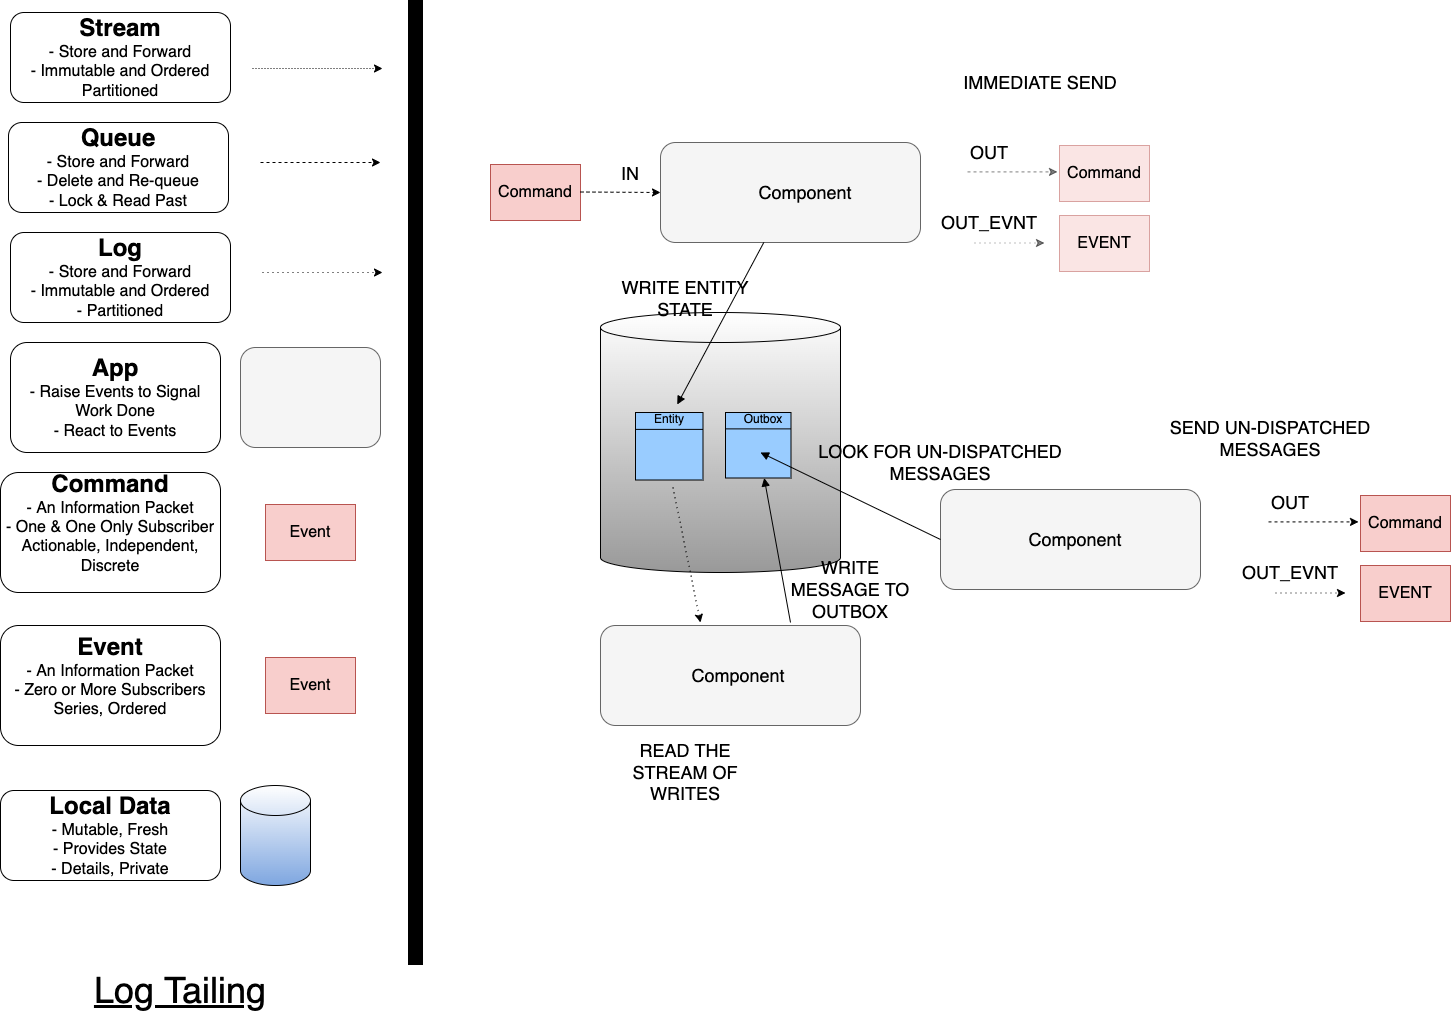 Stream
- Store and Forward
- Immutable and Ordered
Partitioned
Queue
- Store and Forward
- Delete and Re-queue
- Lock & Read Past
Log
- Store and Forward
- Immutable and Ordered
- Partitioned
App
- Raise Events to Signal
Work Done
- React to Events
Command
- An Information Packet
- One & One Only Subscriber
Actionable, Independent,
Discrete
Event
Event
- An Information Packet
- Zero or More Subscribers
Series, Ordered
Event
Local Data
- Mutable, Fresh
- Provides State
- Details, Private
Log Tailing
IMMEDIATE SEND
Command
IN
Component
OUT
Command
OUT_EVNT
EVENT
WRITE ENTITY
STATE
Entity
Outbox
LOOK FOR UN-DISPATCHED
MESSAGES
SEND UN-DISPATCHED
MESSAGES
Component
OUT
Command
OUT_EVNT
EVENT
WRITE
MESSAGE TO
OUTBOX
Component
READ THE
STREAM OF
WRITES